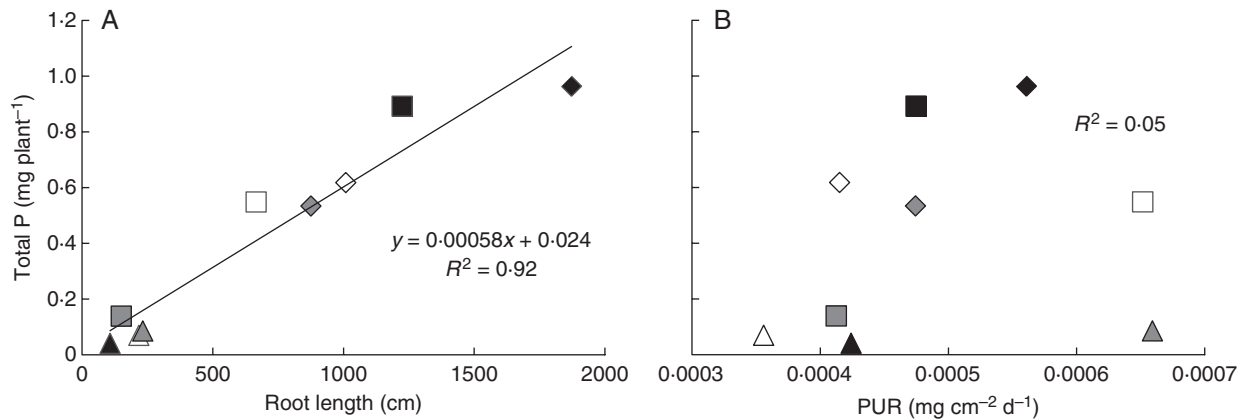 A
B
1·2
1·0
0·8
0·6
0·4
0·2
0
Total P (mg plant⁻¹)
y = 0·00058x + 0·024
R² = 0·92
R² = 0·05
0 500 1000 1500 2000
0·0003 0·0004 0·0005 0·0006 0·0007
Root length (cm)
PUR (mg cm⁻² d⁻¹)